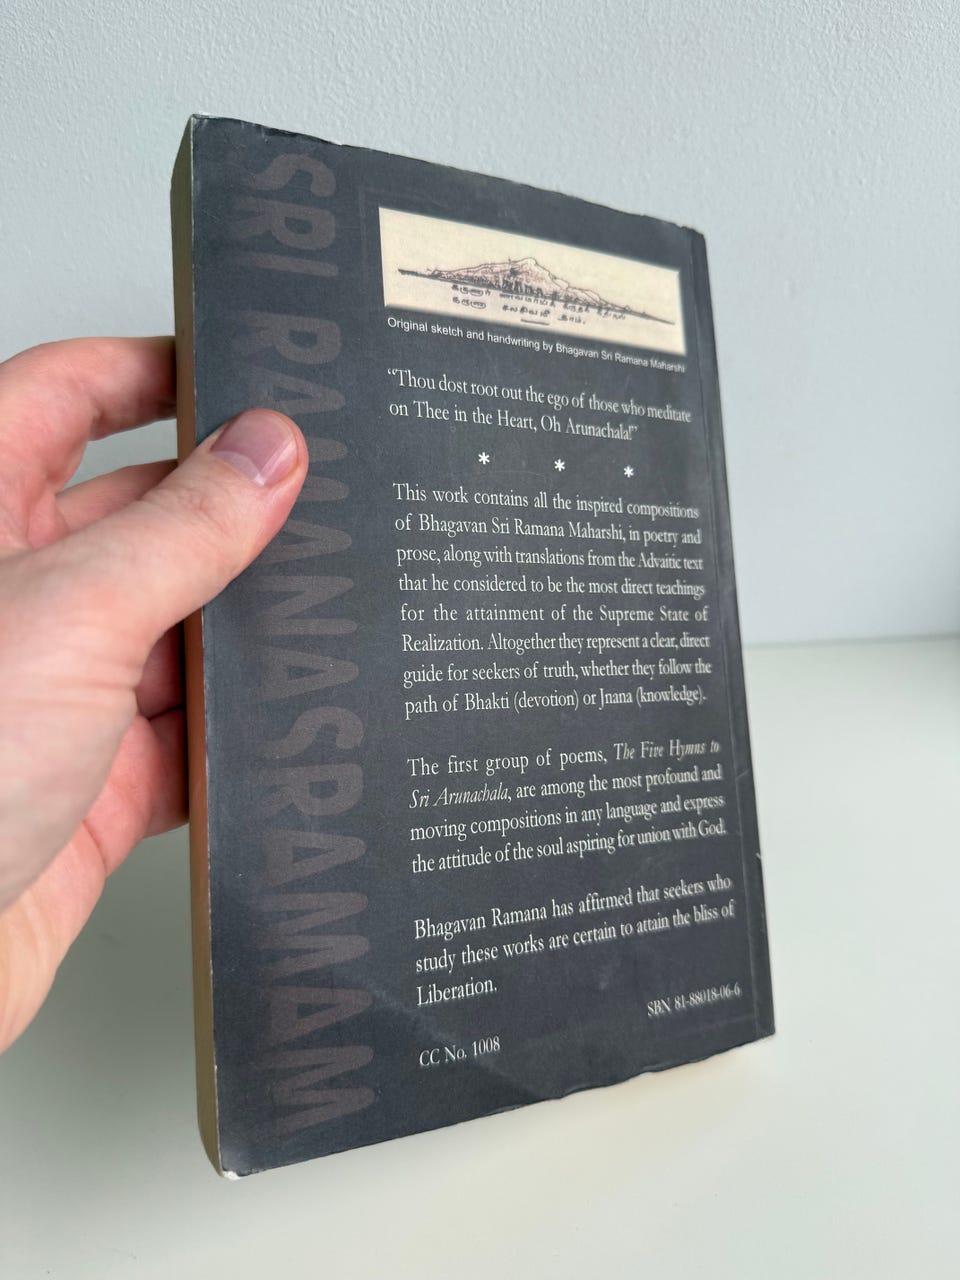 SRI RAMANASRAMAM
கருணார் ணவமாய்க்
கருணா சலசிவமீ தாம்.
Original sketch and handwriting by Bhagavan Sri Ramana Maharshi
“Thou dost root out the ego of those who meditate
on Thee in the Heart, Oh Arunachala!”
* * *
This work contains all the inspired compositions
of Bhagavan Sri Ramana Maharshi, in poetry and
prose, along with translations from the Advaitic text
that he considered to be the most direct teachings
for the attainment of the Supreme State of
Realization. Altogether they represent a clear, direct
guide for seekers of truth, whether they follow the
path of Bhakti (devotion) or Jnana (knowledge).
The first group of poems, The Five Hymns to
Sri Arunachala, are among the most profound and
moving compositions in any language and express
the attitude of the soul aspiring for union with God.
Bhagavan Ramana has affirmed that seekers who
study these works are certain to attain the bliss of
Liberation.
SBN 81-88018-06-6
CC No. 1008